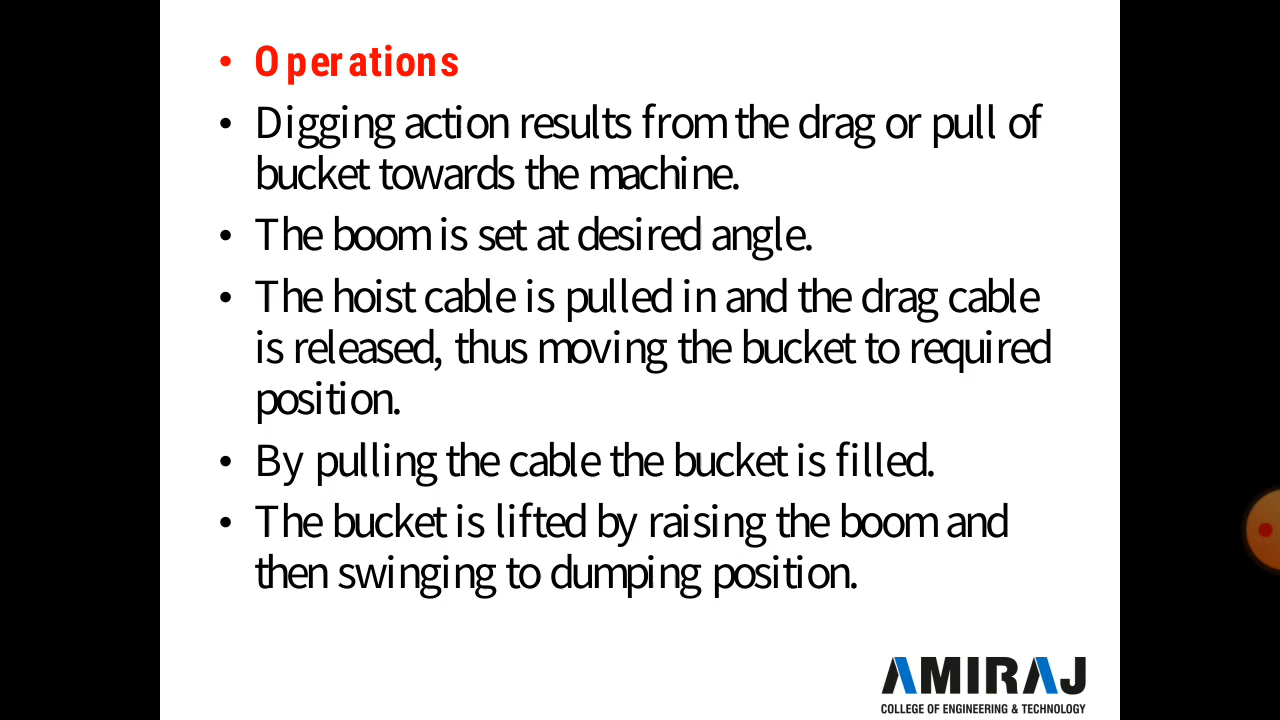 • Operations
• Digging action results from the drag or pull of
bucket towards the machine.
• The boom is set at desired angle.
• The hoist cable is pulled in and the drag cable
is released, thus moving the bucket to required
position.
• By pulling the cable the bucket is filled.
• The bucket is lifted by raising the boom and
then swinging to dumping position.
AMIRAJ
COLLEGE OF ENGINEERING & TECHNOLOGY